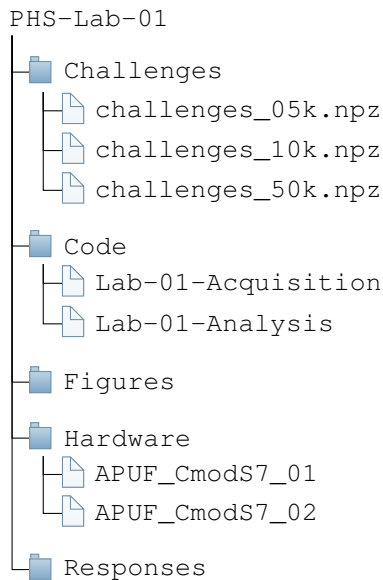 PHS-Lab-01
Challenges
challenges_05k.npz
challenges_10k.npz
challenges_50k.npz
Code
Lab-01-Acquisition
Lab-01-Analysis
Figures
Hardware
APUF_CmodS7_01
APUF_CmodS7_02
Responses